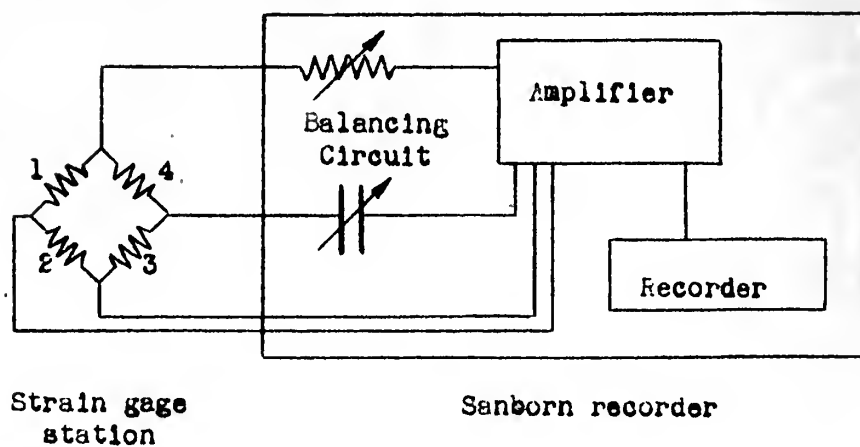 Amplifier
Balancing
Circuit
1
4
2
3
Recorder
Strain gage
station
Sanborn recorder